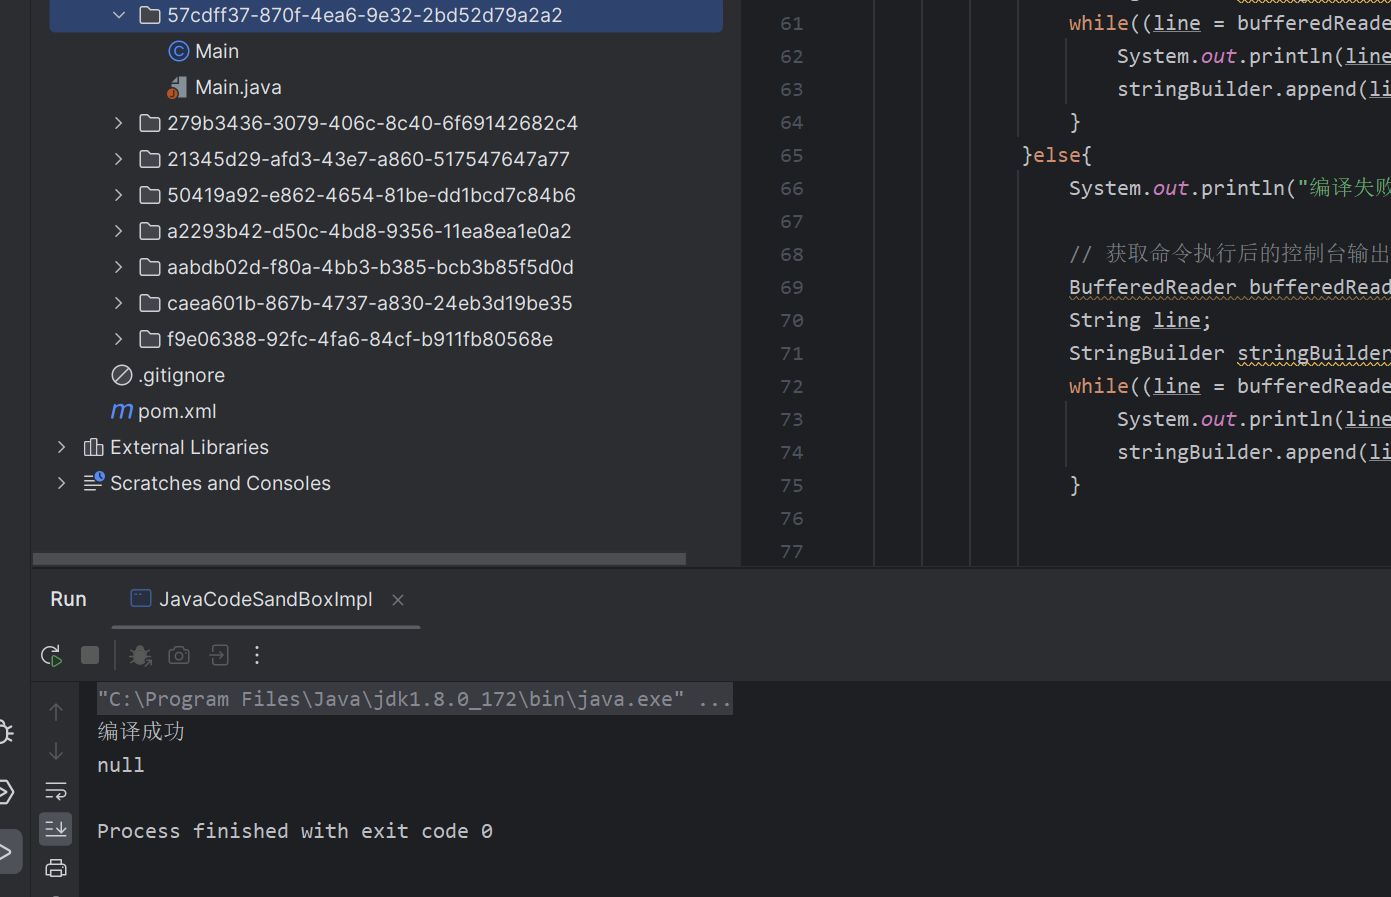 57cdff37-870f-4ea6-9e32-2bd52d79a2a2
Main
Main.java
279b3436-3079-406c-8c40-6f69142682c4
21345d29-afd3-43e7-a860-517547647a77
50419a92-e862-4654-81be-dd1bcd7c84b6
a2293b42-d50c-4bd8-9356-11ea8ea1e0a2
aabdb02d-f80a-4bb3-b385-bcb3b85f5d0d
caea601b-867b-4737-a830-24eb3d19be35
f9e06388-92fc-4fa6-84cf-b911fb80568e
.gitignore
pom.xml
External Libraries
Scratches and Consoles
61 while((line = bufferedReade
62 System.out.println(line
63 stringBuilder.append(li
64 }
65 }else{
66 System.out.println("编译失败
67
68 // 获取命令执行后的控制台输出
69 BufferedReader bufferedRead
70 String line;
71 StringBuilder stringBuilder
72 while((line = bufferedReade
73 System.out.println(line
74 stringBuilder.append(li
75 }
76
77
Run JavaCodeSandBoxImpl
"C:\Program Files\Java\jdk1.8.0_172\bin\java.exe" ...
编译成功
null
Process finished with exit code 0